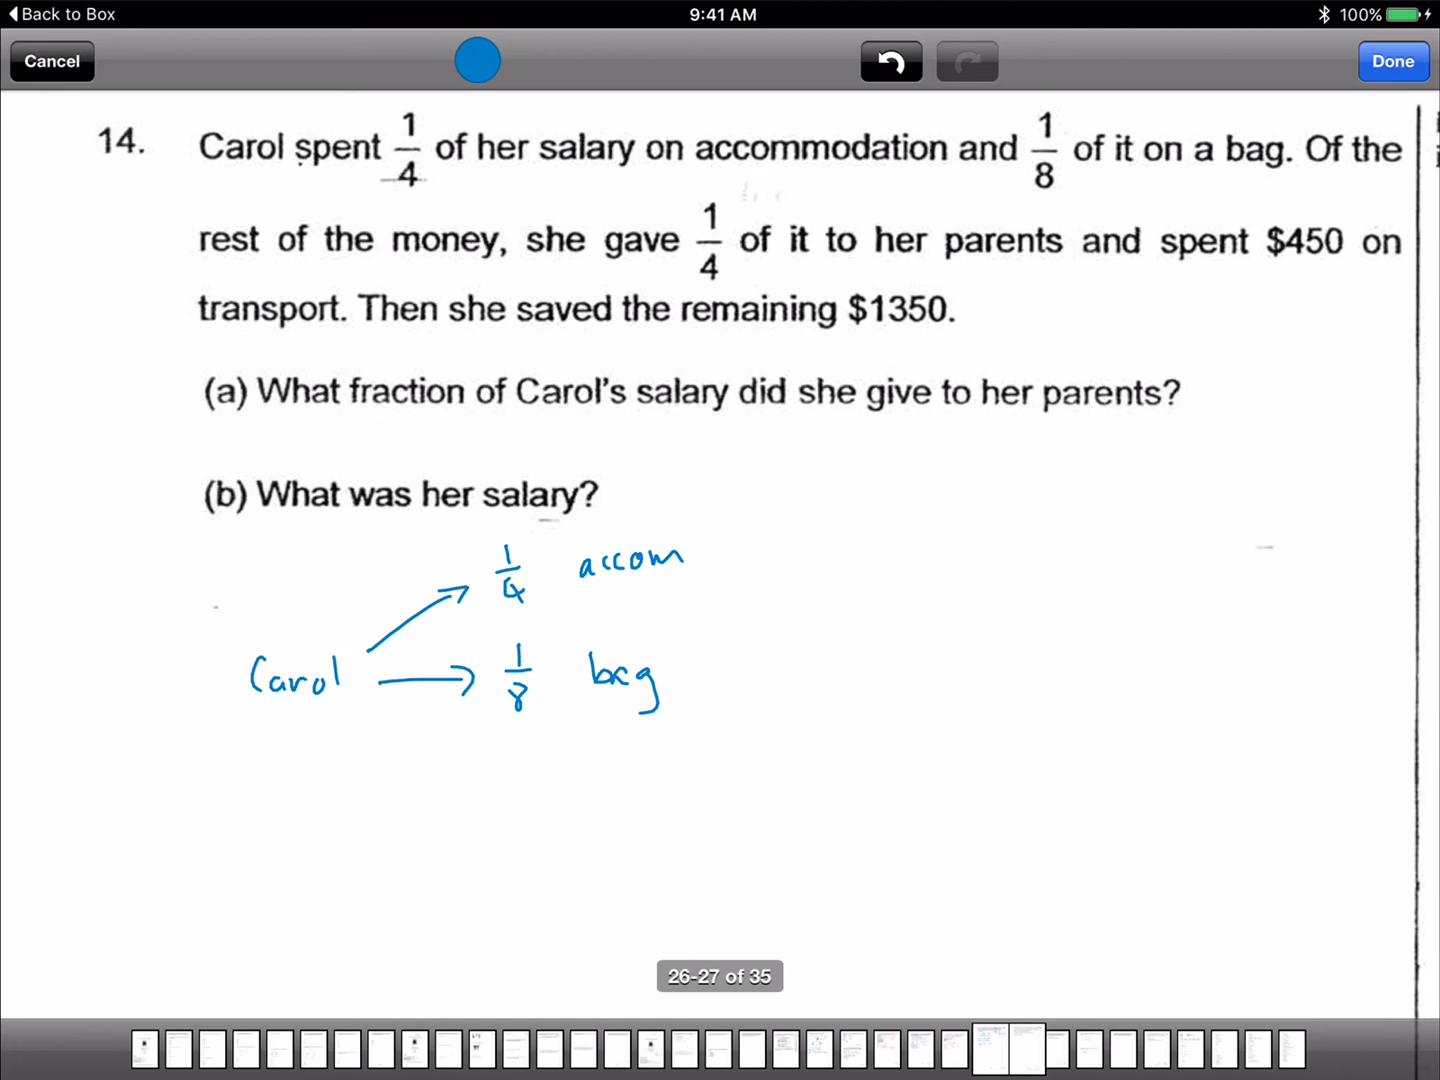 Back to Box
9:41 AM
100%
Cancel
Done
14. Carol spent 1/4 of her salary on accommodation and 1/8 of it on a bag. Of the
rest of the money, she gave 1/4 of it to her parents and spent $450 on
transport. Then she saved the remaining $1350.
(a) What fraction of Carol's salary did she give to her parents?
(b) What was her salary?
1/4 accom
Carol
1/8 bag
26-27 of 35